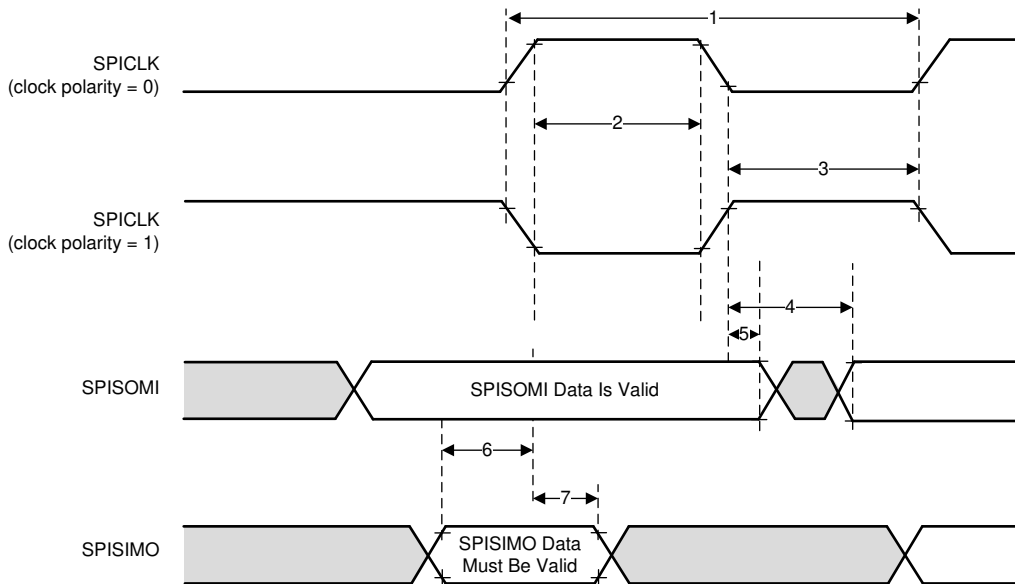 1
SPICLK
(clock polarity = 0)
2
3
SPICLK
(clock polarity = 1)
4
5
SPISOMI
SPISOMI Data Is Valid
6
7
SPISIMO
SPISIMO Data
Must Be Valid